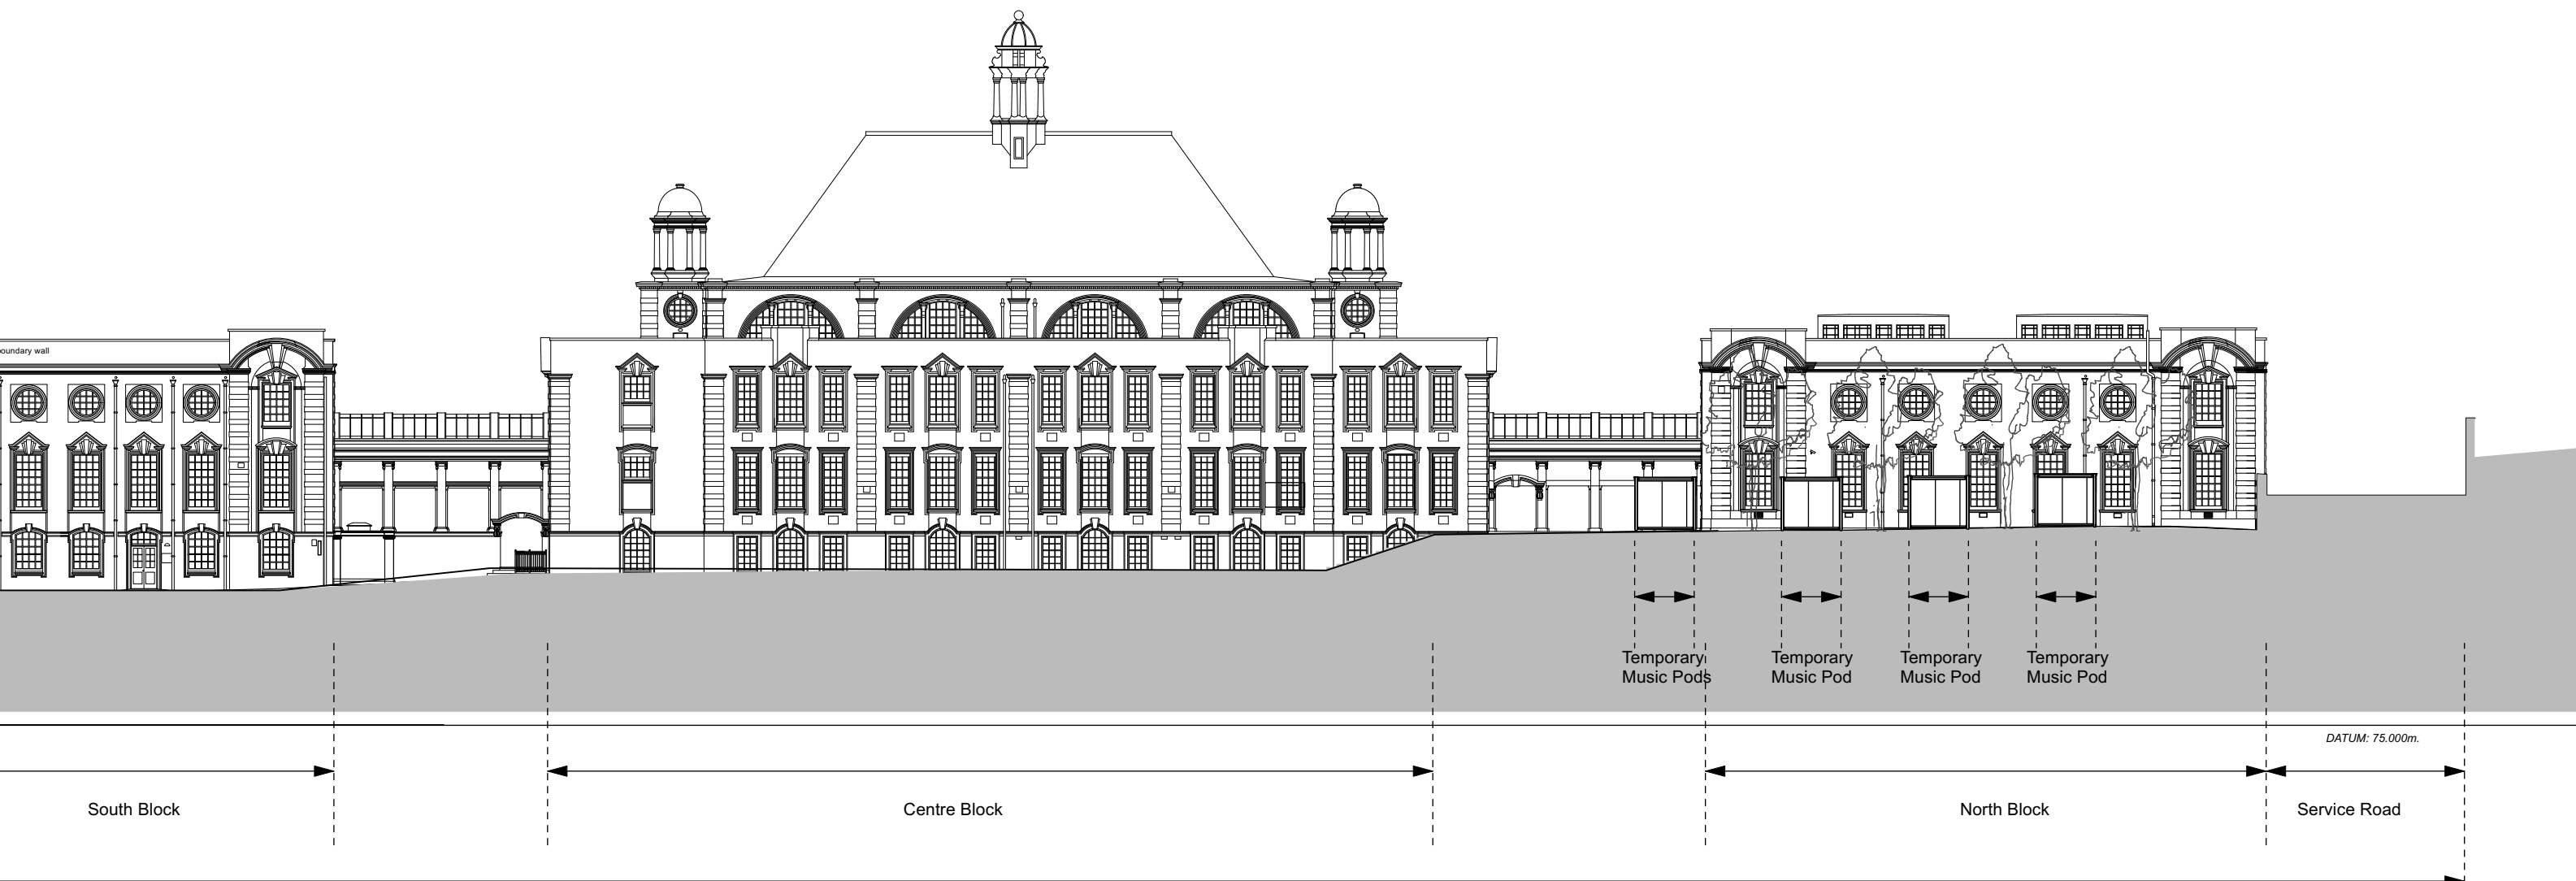 oundary wall
Temporary
Music Pods
Temporary
Music Pod
Temporary
Music Pod
Temporary
Music Pod
DATUM: 75.000m.
South Block
Centre Block
North Block
Service Road